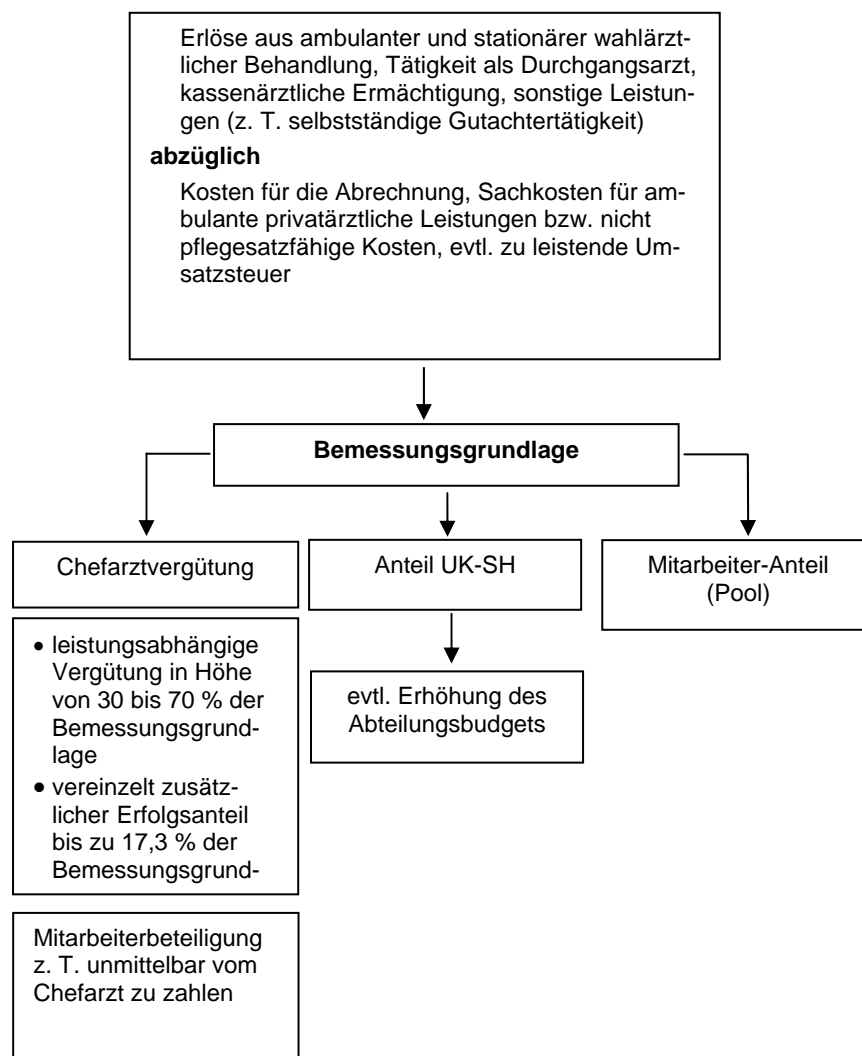 Erlöse aus ambulanter und stationärer wahlärzt-
licher Behandlung, Tätigkeit als Durchgangsarzt,
kassenärztliche Ermächtigung, sonstige Leistun-
gen (z. T. selbstständige Gutachtertätigkeit)
abzüglich
Kosten für die Abrechnung, Sachkosten für am-
bulante privatärztliche Leistungen bzw. nicht
pflegesatzfähige Kosten, evtl. zu leistende Um-
satzsteuer
Bemessungsgrundlage
Chefarztvergütung
Anteil UK-SH
Mitarbeiter-Anteil
(Pool)
• leistungsabhängige
Vergütung in Höhe
von 30 bis 70 % der
Bemessungsgrund-
lage
• vereinzelt zusätz-
licher Erfolgsanteil
bis zu 17,3 % der
Bemessungsgrund-
evtl. Erhöhung des
Abteilungsbudgets
Mitarbeiterbeteiligung
z. T. unmittelbar vom
Chefarzt zu zahlen